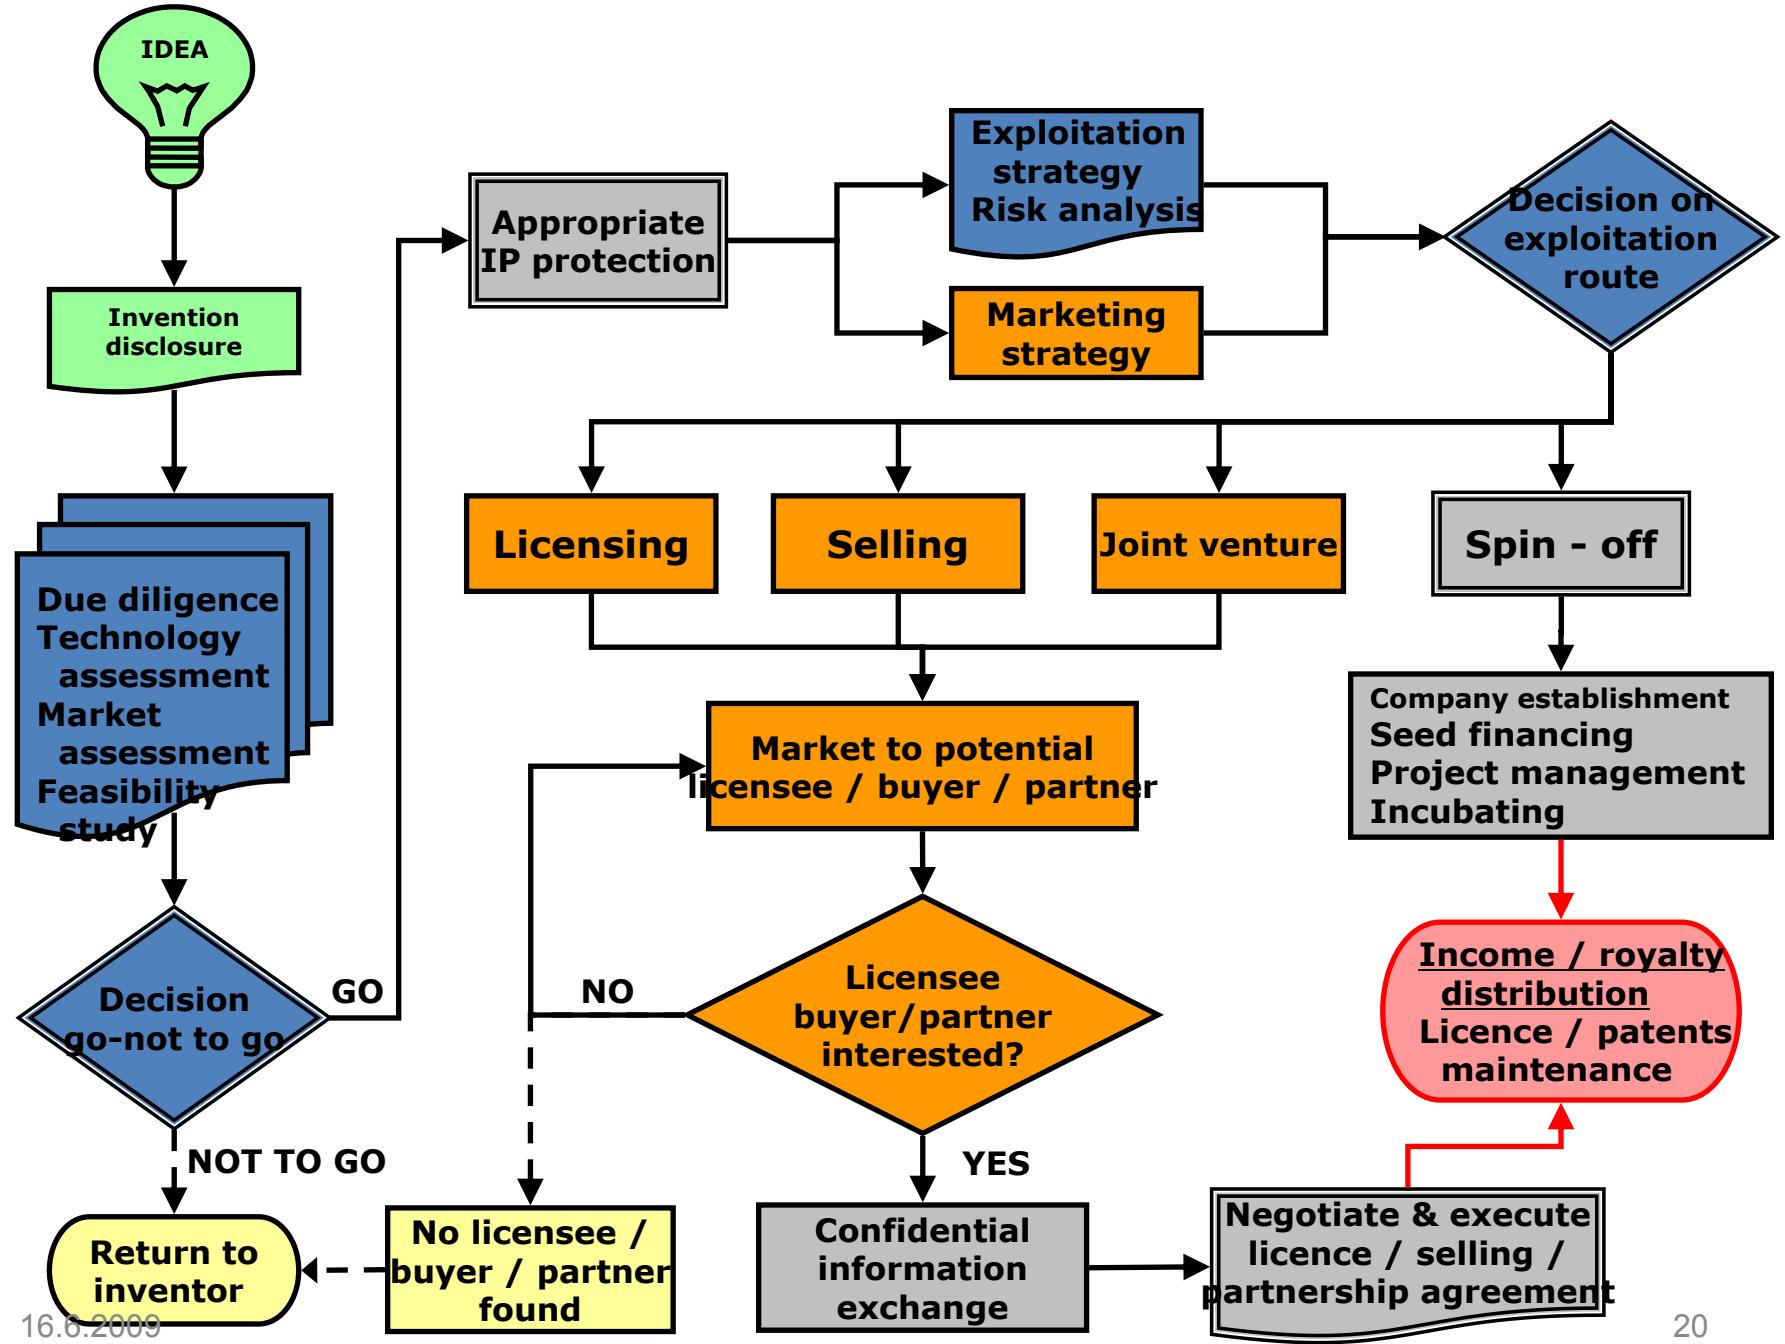 IDEA
Invention
disclosure
Due diligence
Technology
assessment
Market
assessment
Feasibility
study
Decision
go-not to go
GO
NOT TO GO
Return to
inventor
Appropriate
IP protection
Exploitation
strategy
Risk analysis
Marketing
strategy
Decision on
exploitation
route
Licensing
Selling
Joint venture
Spin - off
Market to potential
licensee / buyer / partner
Company establishment
Seed financing
Project management
Incubating
Licensee
buyer/partner
interested?
NO
YES
Income / royalty
distribution
Licence / patents
maintenance
No licensee /
buyer / partner
found
Confidential
information
exchange
Negotiate & execute
licence / selling /
partnership agreement
16.6.2009
20